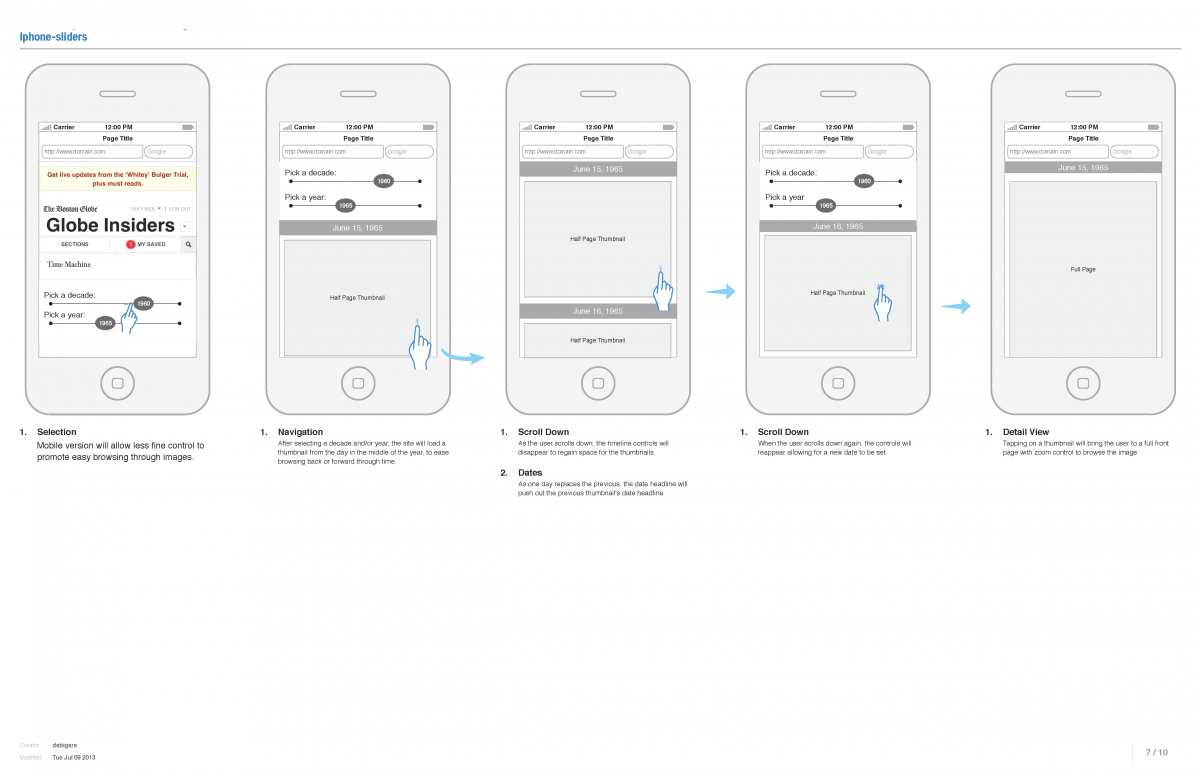 Iphone-sliders
Carrier 12:00 PM
Page Title
http://www.domain.com Google
Get live updates from the 'Whitey' Bulger Trial,
plus must reads.
The Boston Globe TEXT SIZE LOG OUT
Globe Insiders
SECTIONS 1 MY SAVED
Time Machine
Pick a decade:
1960
Pick a year:
1965
Carrier 12:00 PM
Page Title
http://www.domain.com Google
Pick a decade:
1960
Pick a year:
1965
June 15, 1965
Half Page Thumbnail
Carrier 12:00 PM
Page Title
http://www.domain.com Google
June 15, 1965
Half Page Thumbnail
June 16, 1965
Half Page Thumbnail
Carrier 12:00 PM
Page Title
http://www.domain.com Google
Pick a decade:
1960
Pick a year
1965
June 16, 1965
Half Page Thumbnail
Carrier 12:00 PM
Page Title
http://www.domain.com Google
June 15, 1965
Full Page
1. Selection
Mobile version will allow less fine control to
promote easy browsing through images.
1. Navigation
After selecting a decade and/or year, the site will load a
thumbnail from the day in the middle of the year, to ease
browsing back or forward through time.
1. Scroll Down
As the user scrolls down, the timeline controls will
disappear to regain space for the thumbnails.
2. Dates
As one day replaces the previous, the date headline will
push out the previous thumbnail's date headline.
1. Scroll Down
When the user scrolls down again, the controls will
reappear allowing for a new date to be set.
1. Detail View
Tapping on a thumbnail will bring the user to a full front
page with zoom control to browse the image.
Creator debigare
Modified Tue Jul 09 2013
7 / 10